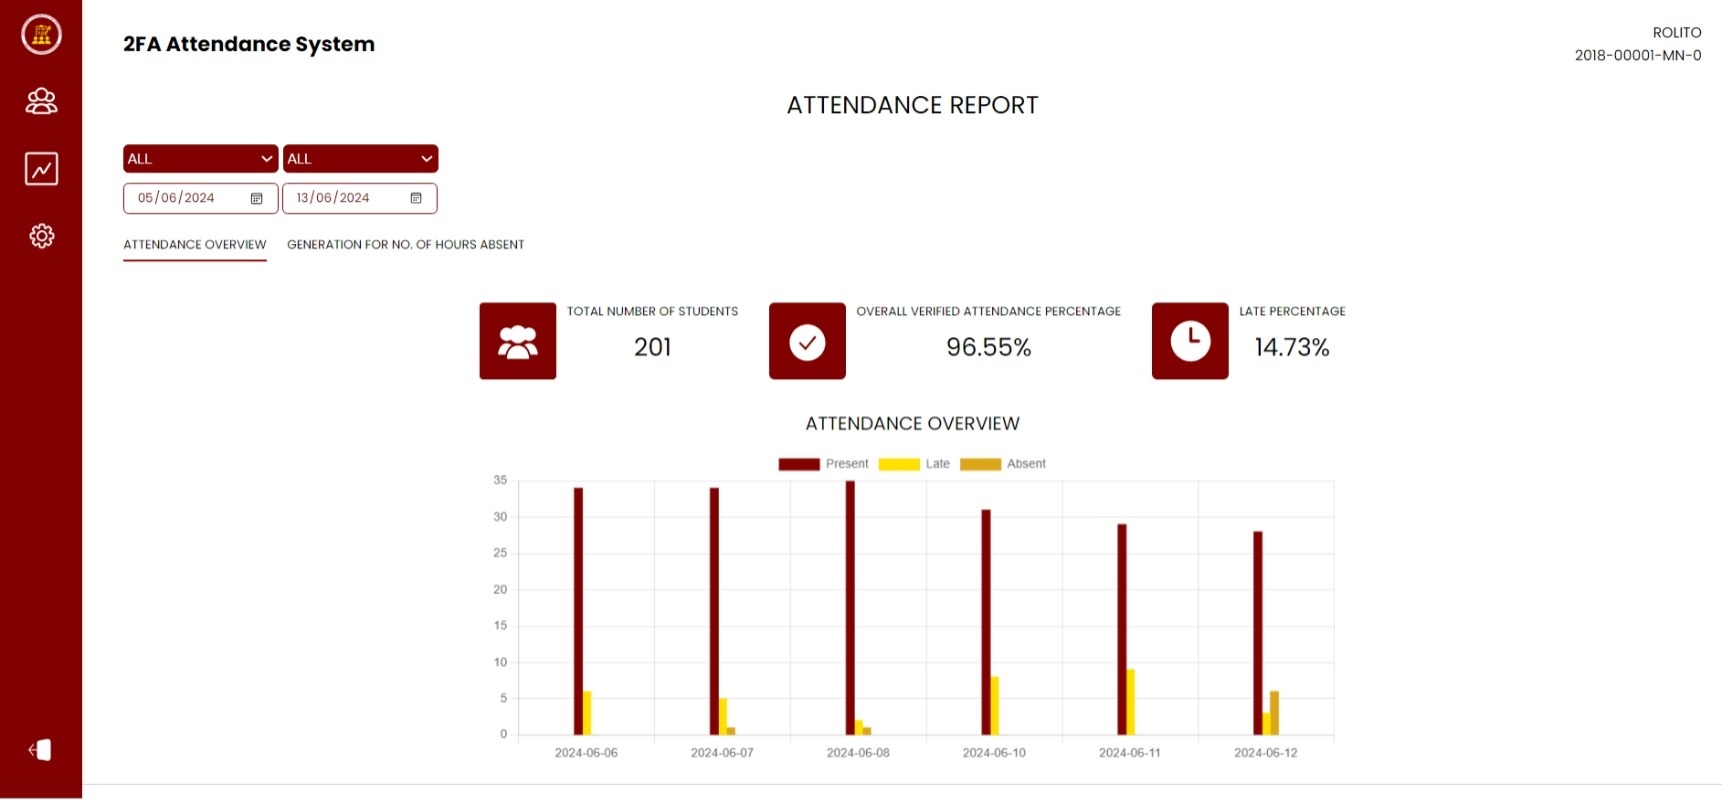 2FA Attendance System
ROLITO
2018-00001-MN-0
ATTENDANCE REPORT
ALL ALL
05/06/2024 13/06/2024
ATTENDANCE OVERVIEW GENERATION FOR NO. OF HOURS ABSENT
TOTAL NUMBER OF STUDENTS
201
OVERALL VERIFIED ATTENDANCE PERCENTAGE
96.55%
LATE PERCENTAGE
14.73%
ATTENDANCE OVERVIEW
Present Late Absent
35
30
25
20
15
10
5
0
2024-06-06 2024-06-07 2024-06-08 2024-06-10 2024-06-11 2024-06-12